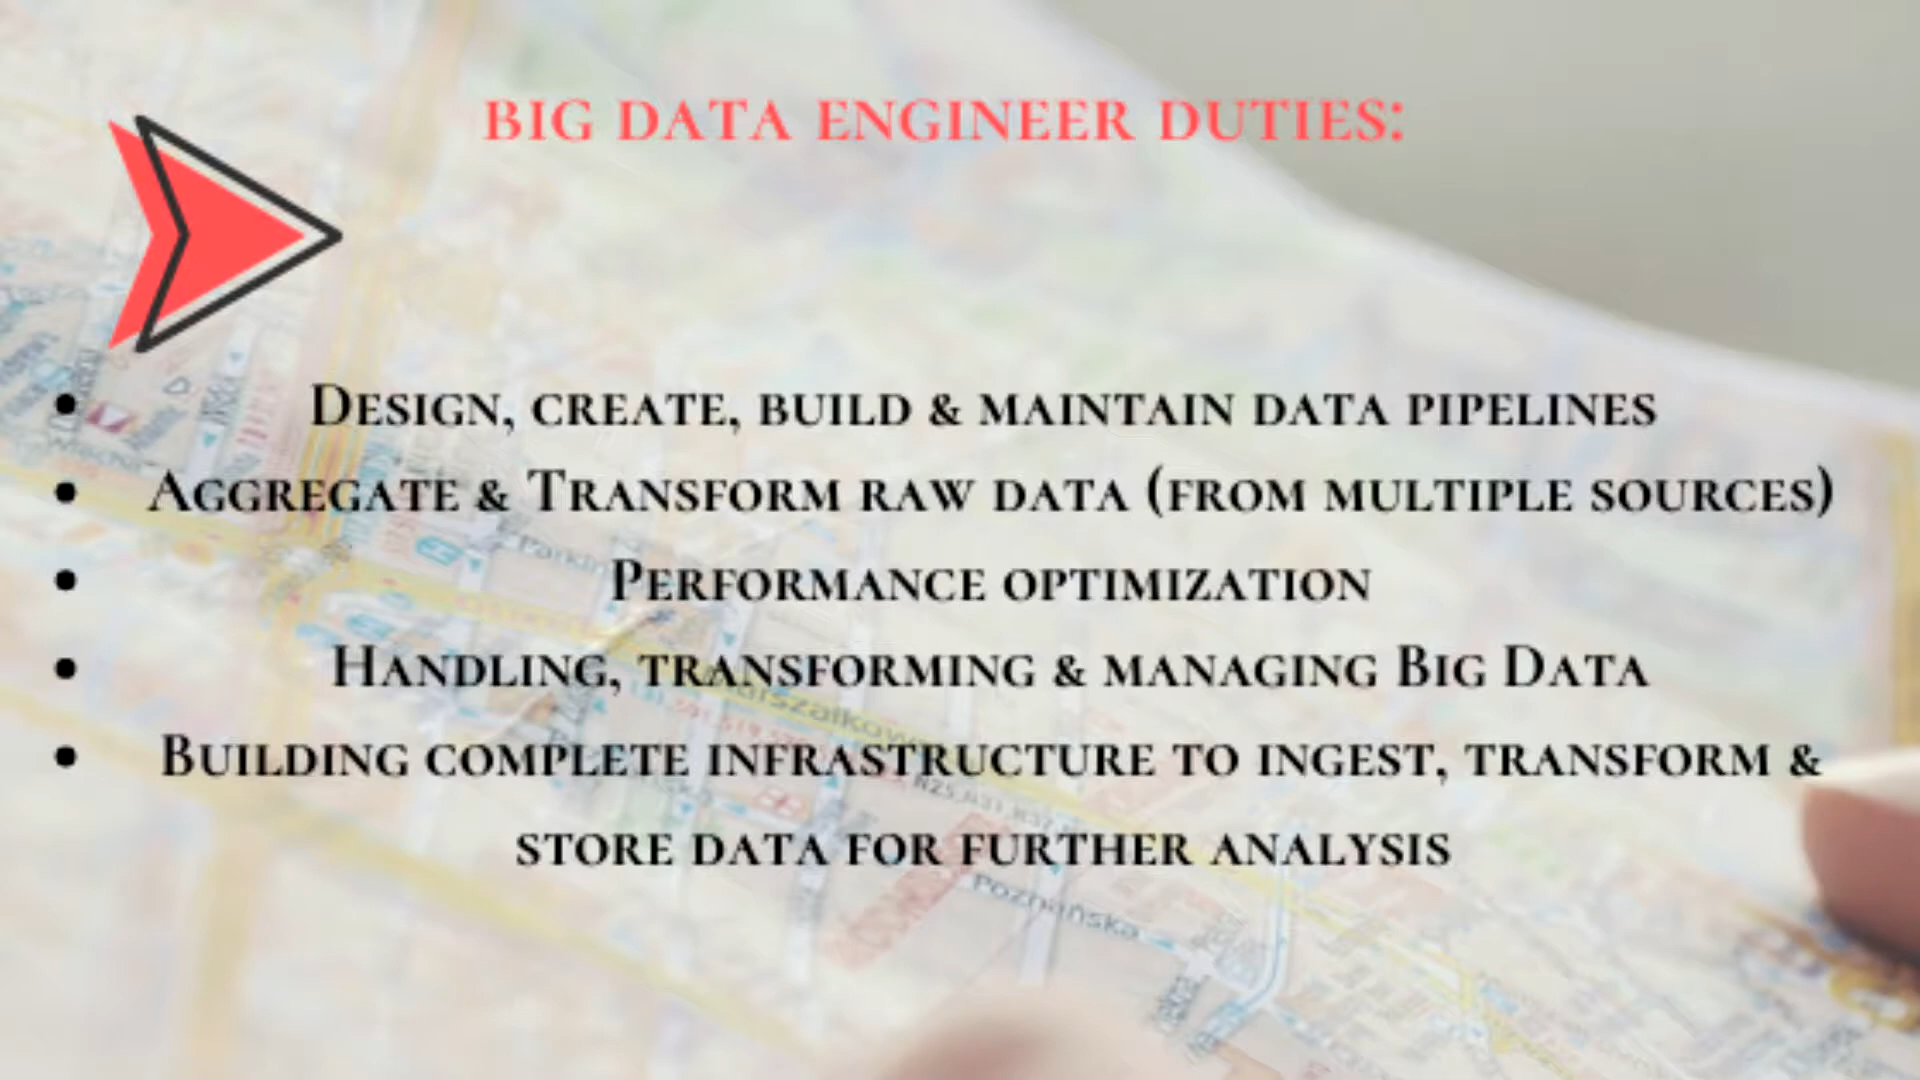 BIG DATA ENGINEER DUTIES:
• Design, create, build & maintain data pipelines
• Aggregate & Transform raw data (from multiple sources)
• Performance optimization
• Handling, transforming & managing Big Data
• Building complete infrastructure to ingest, transform &
store data for further analysis
Poznańska